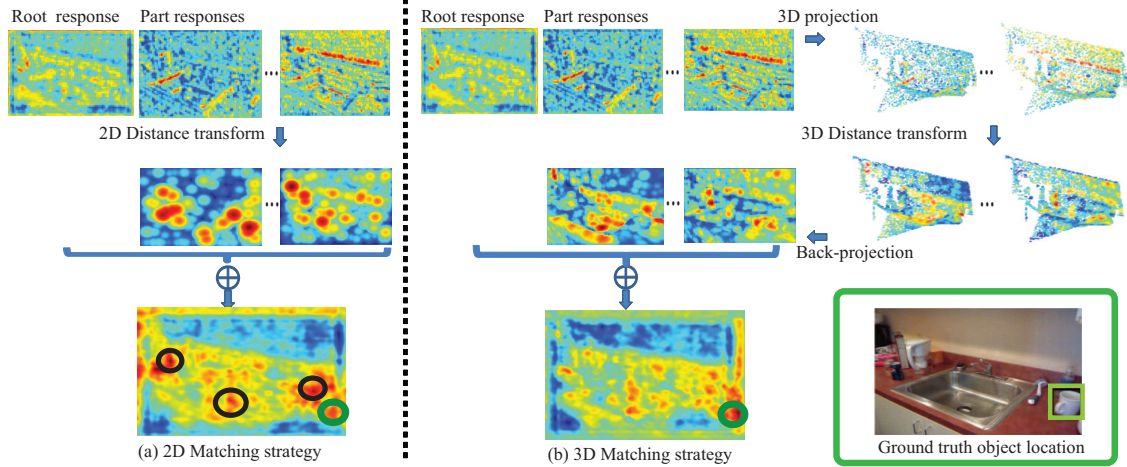 Root response Part responses
...
2D Distance transform
...
(a) 2D Matching strategy
Root response Part responses
3D projection
...
...
3D Distance transform
...
...
Back-projection
(b) 3D Matching strategy
Ground truth object location